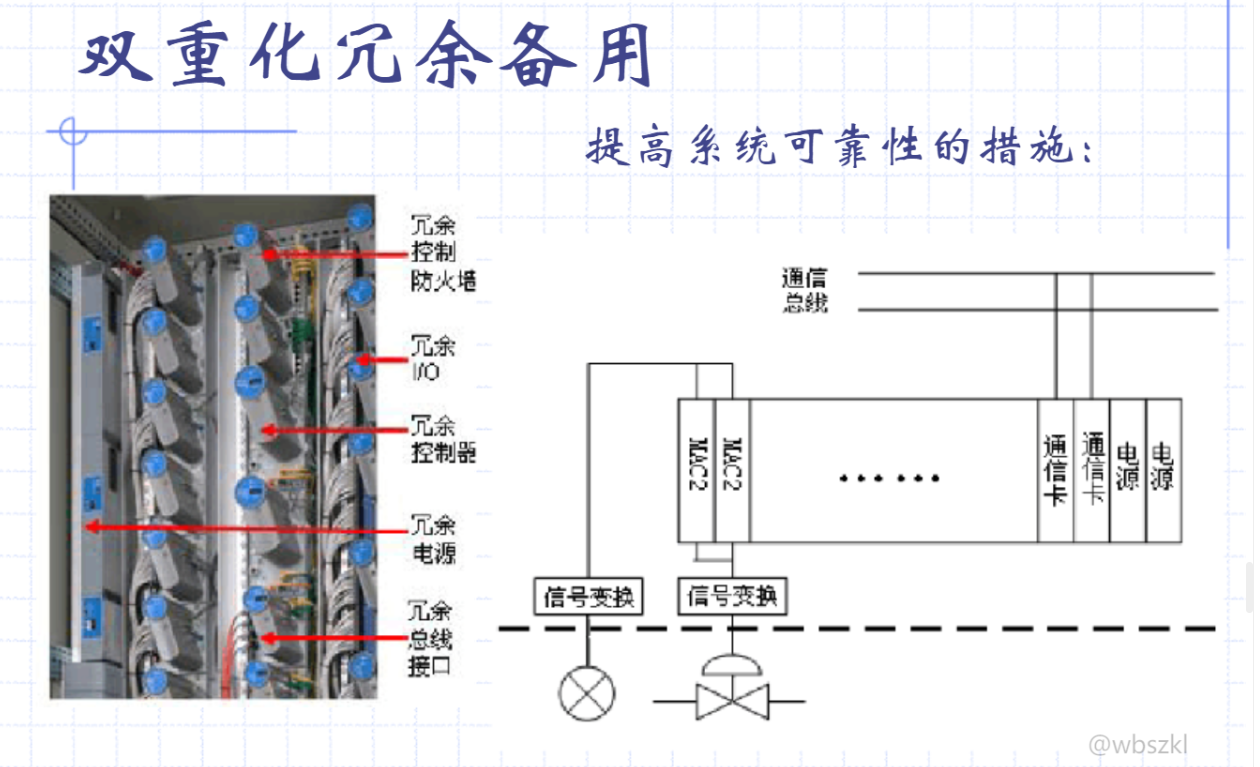 双重化冗余备用
提高系统可靠性的措施:
冗余
控制
防火墙
冗余
I/O
冗余
控制器
冗余
电源
冗余
总线
接口
通信
总线
MAC2
MAC2
......
通信卡
通信卡
电源
电源
信号变换
信号变换
@wbszkl